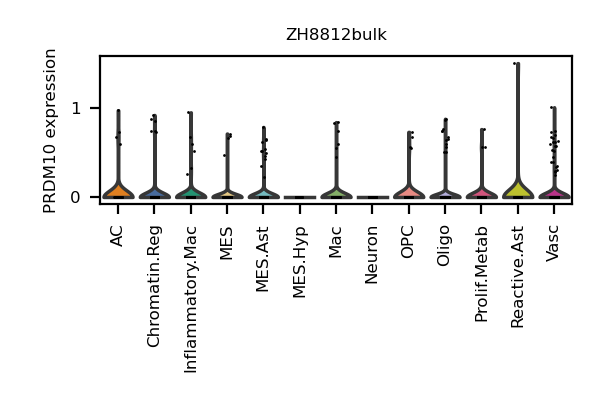 ZH8812bulk
PRDM10 expression
1
0
AC
Chromatin.Reg
Inflammatory.Mac
MES
MES.Ast
MES.Hyp
Mac
Neuron
OPC
Oligo
Prolif.Metab
Reactive.Ast
Vasc